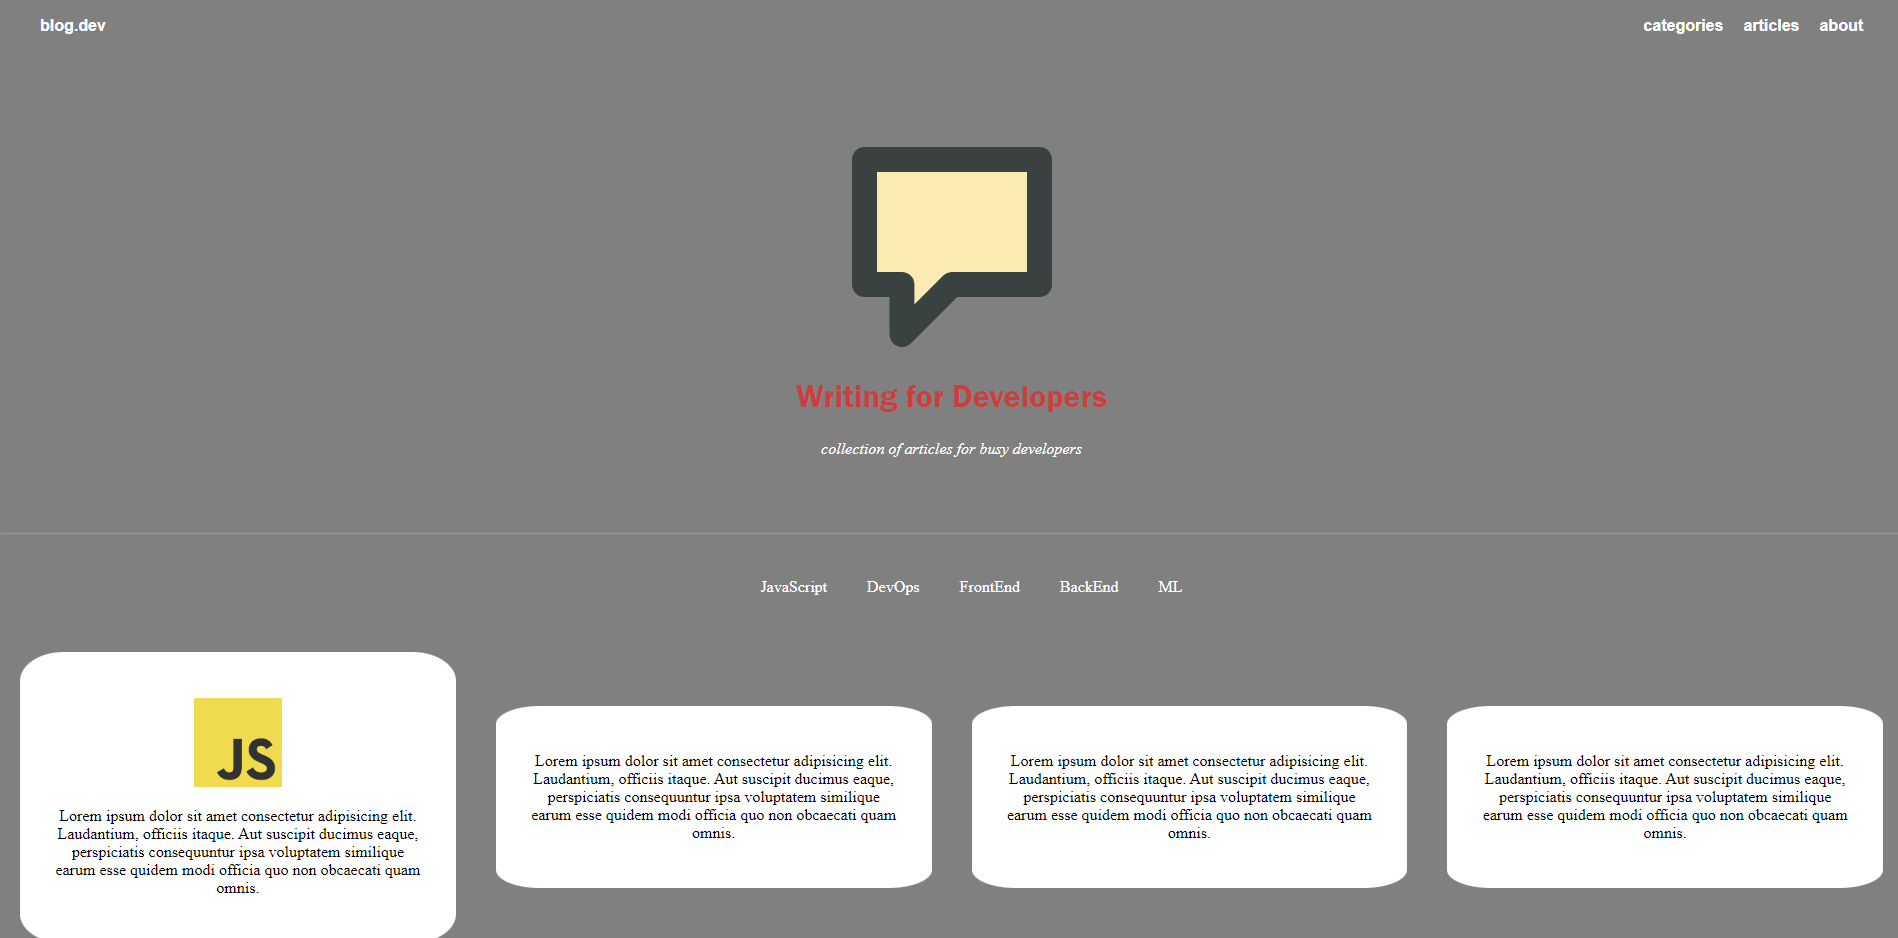 blog.dev
categories articles about
Writing for Developers
collection of articles for busy developers
JavaScript DevOps FrontEnd BackEnd ML
JS
Lorem ipsum dolor sit amet consectetur adipisicing elit.
Laudantium, officiis itaque. Aut suscipit ducimus eaque,
perspiciatis consequuntur ipsa voluptatem similique
earum esse quidem modi officia quo non obcaecati quam
omnis.
Lorem ipsum dolor sit amet consectetur adipisicing elit.
Laudantium, officiis itaque. Aut suscipit ducimus eaque,
perspiciatis consequuntur ipsa voluptatem similique
earum esse quidem modi officia quo non obcaecati quam
omnis.
Lorem ipsum dolor sit amet consectetur adipisicing elit.
Laudantium, officiis itaque. Aut suscipit ducimus eaque,
perspiciatis consequuntur ipsa voluptatem similique
earum esse quidem modi officia quo non obcaecati quam
omnis.
Lorem ipsum dolor sit amet consectetur adipisicing elit.
Laudantium, officiis itaque. Aut suscipit ducimus eaque,
perspiciatis consequuntur ipsa voluptatem similique
earum esse quidem modi officia quo non obcaecati quam
omnis.